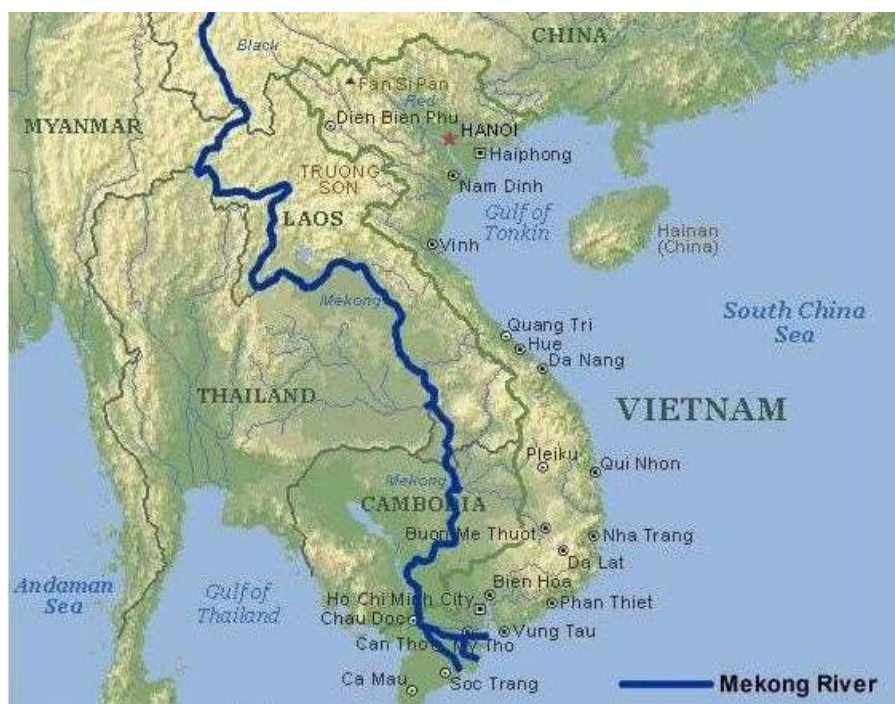 Black
CHINA
Fan Si Pan
Red
MYANMAR
Dien Bien Phu
HANOI
Haiphong
TRUONG
SON
Nam Dinh
LAOS
Gulf of
Tonkin
Hainan
(China)
Vinh
Mekong
South China
Sea
Quang Tri
Hue
Da Nang
THAILAND
VIETNAM
Pleiku
Qui Nhon
Mekong
CAMBODIA
Buon Me Thuot
Nha Trang
Da Lat
Andaman
Sea
Gulf of
Thailand
Bien Hoa
Ho Chi Minh City
Phan Thiet
Chau Doc
Can Tho
My Tho
Vung Tau
Ca Mau
Soc Trang
Mekong River